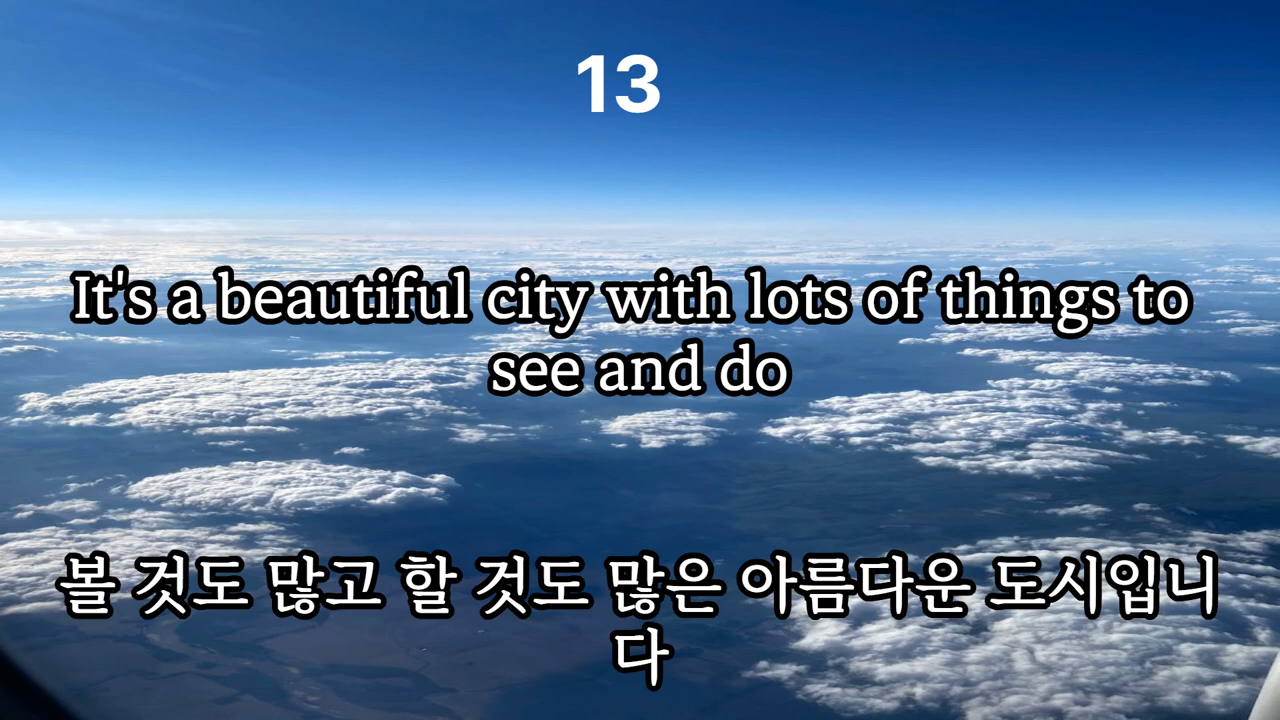 13
It's a beautiful city with lots of things to
see and do
볼 것도 많고 할 것도 많은 아름다운 도시입니
다